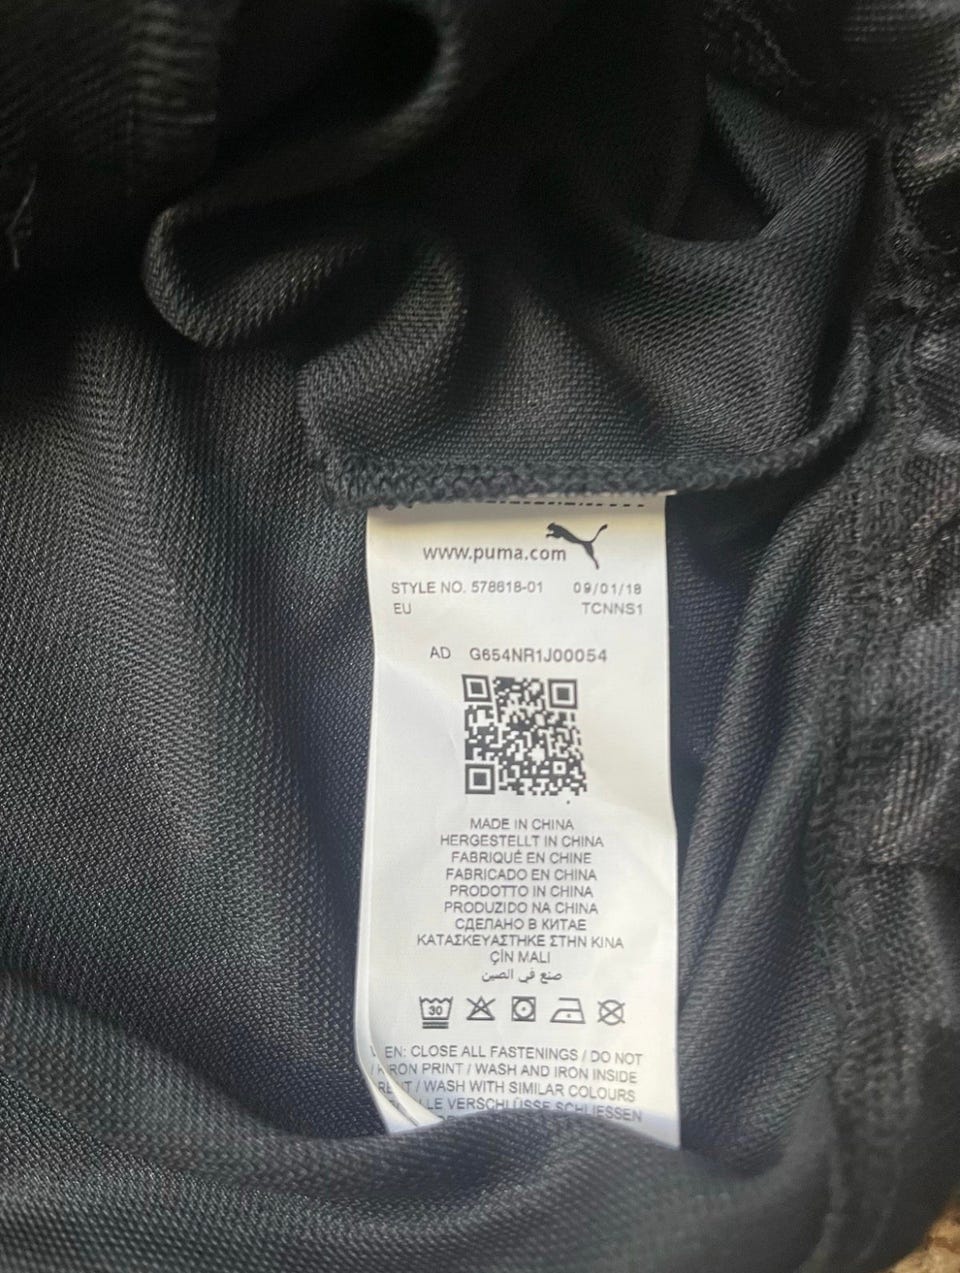 www.puma.com
STYLE NO. 578618-01 09/01/18
EU TCNNS1
AD G654NR1J00054
MADE IN CHINA
HERGESTELLT IN CHINA
FABRIQUÉ EN CHINE
FABRICADO EN CHINA
PRODOTTO IN CHINA
PRODUZIDO NA CHINA
СДЕЛАНО В КИТАЕ
ΚΑΤΑΣΚΕΥΑΣΤΗΚΕ ΣΤΗΝ ΚΙΝΑ
ÇİN MALI
صنع في الصين
30
EN: CLOSE ALL FASTENINGS / DO NOT
IRON PRINT / WASH AND IRON INSIDE
/ WASH WITH SIMILAR COLOURS
VERSCHLÜSSE SCHLIESSEN